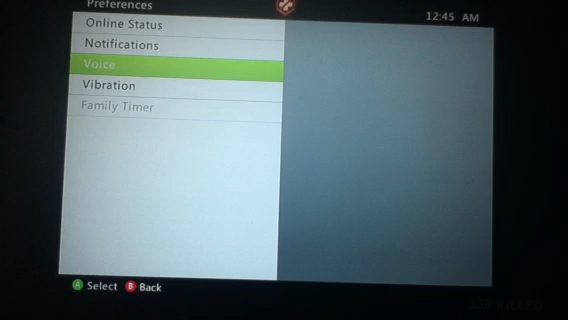 Preferences
12:45 AM
Online Status
Notifications
Voice
Vibration
Family Timer
A Select B Back